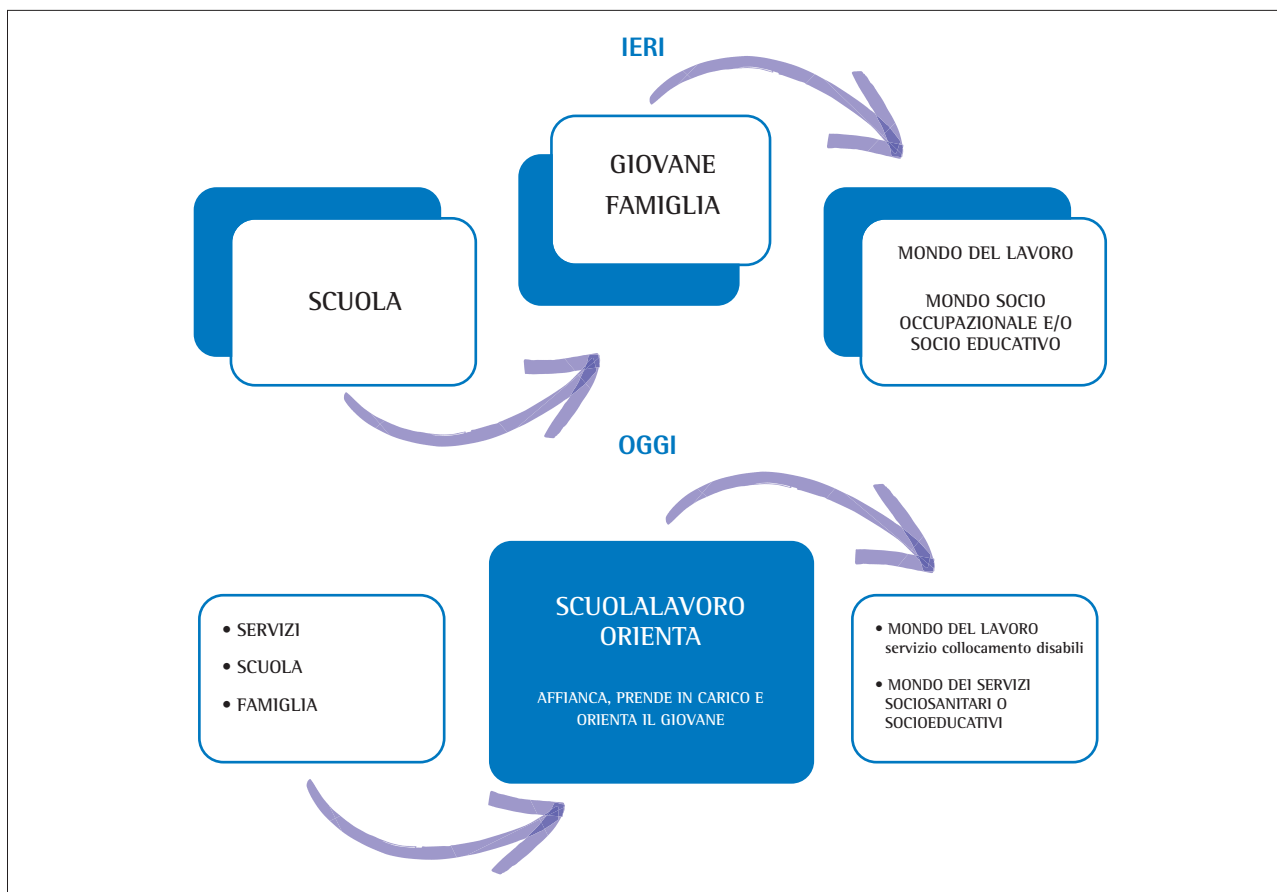 IERI
GIOVANE
FAMIGLIA
SCUOLA
MONDO DEL LAVORO
MONDO SOCIO
OCCUPAZIONALE E/O
SOCIO EDUCATIVO
OGGI
• SERVIZI
• SCUOLA
• FAMIGLIA
SCUOLALAVORO
ORIENTA
AFFIANCA, PRENDE IN CARICO E
ORIENTA IL GIOVANE
• MONDO DEL LAVORO
servizio collocamento disabili
• MONDO DEI SERVIZI
SOCIOSANITARI O
SOCIOEDUCATIVI